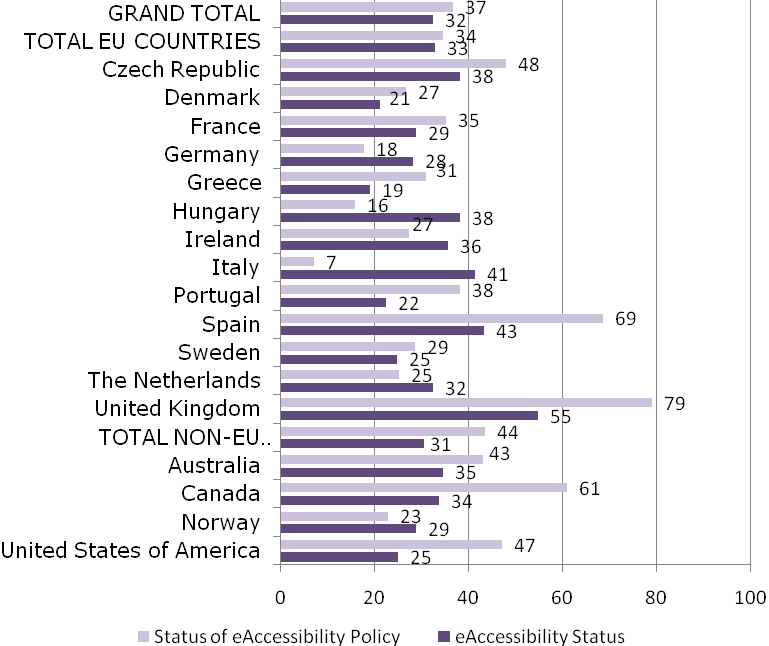 GRAND TOTAL 37 32
TOTAL EU COUNTRIES 34 33
Czech Republic 48 38
Denmark 27 21
France 35 29
Germany 18 28
Greece 31 19
Hungary 16 38
Ireland 27 36
Italy 7 41
Portugal 38 22
Spain 69 43
Sweden 29 25
The Netherlands 25 32
United Kingdom 79 55
TOTAL NON-EU.. 44 31
Australia 43 35
Canada 61 34
Norway 23 29
United States of America 47 25
0 20 40 60 80 100
Status of eAccessibility Policy eAccessibility Status